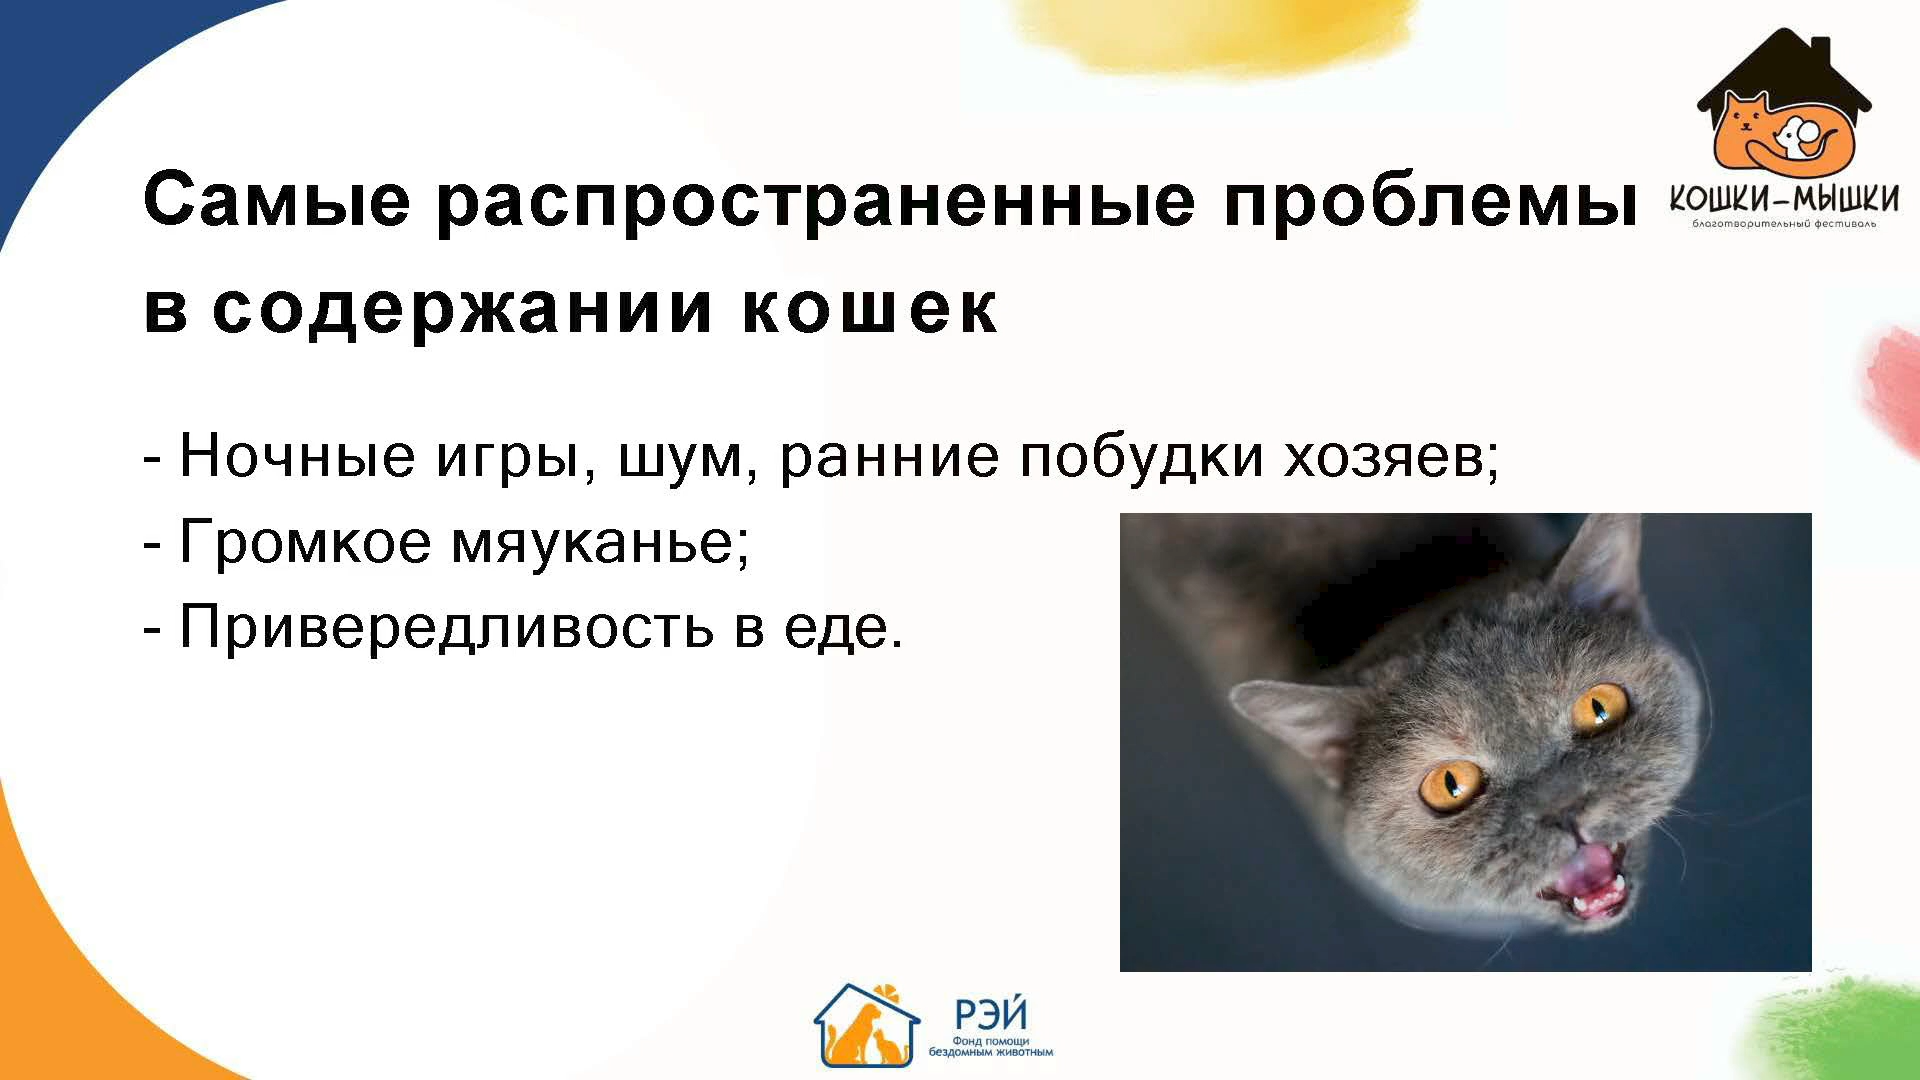 Самые распространенные проблемы
в содержании кошек
КОШКИ-МЫШКИ
благотворительный фестиваль
- Ночные игры, шум, ранние побудки хозяев;
- Громкое мяуканье;
- Привередливость в еде.
РЭЙ
Фонд помощи
бездомным животным